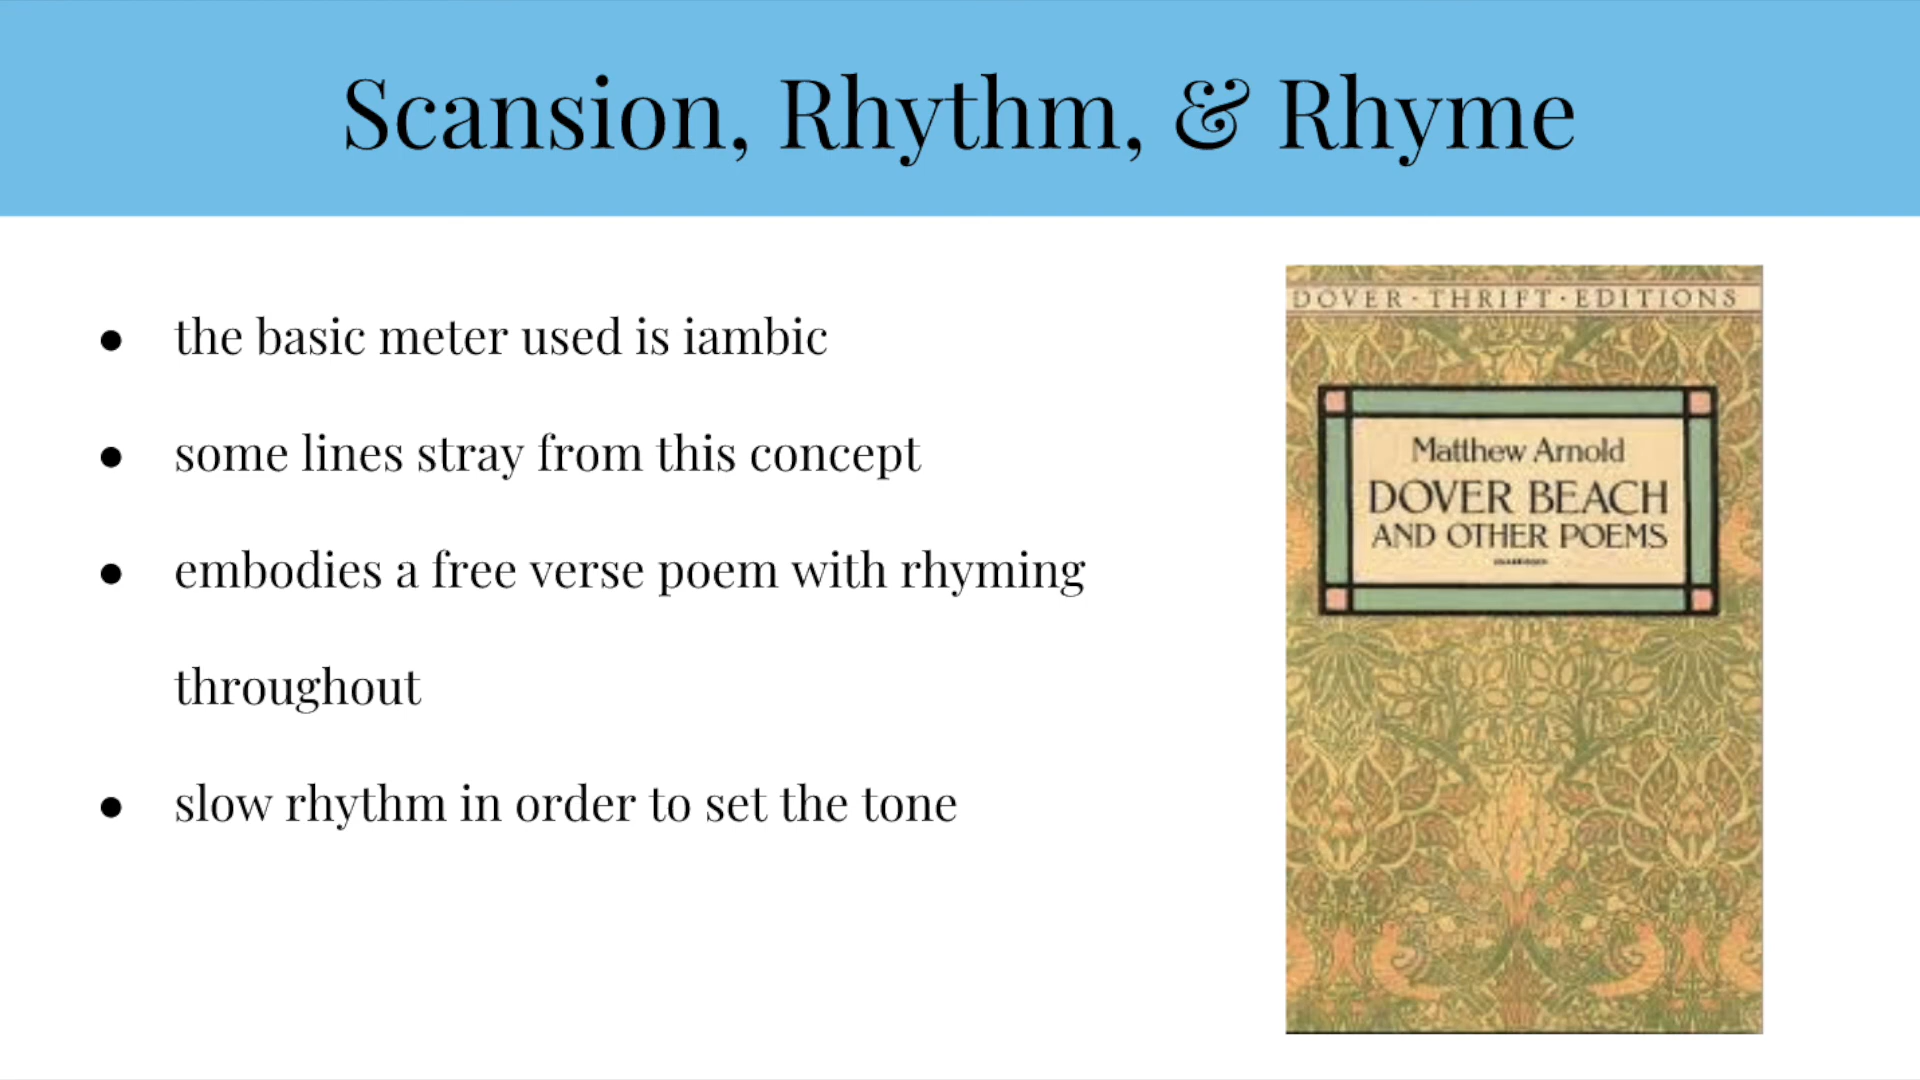 Scansion, Rhythm, & Rhyme
● the basic meter used is iambic
● some lines stray from this concept
● embodies a free verse poem with rhyming
throughout
● slow rhythm in order to set the tone
DOVER · THRIFT · EDITIONS
Matthew Arnold
DOVER BEACH
AND OTHER POEMS